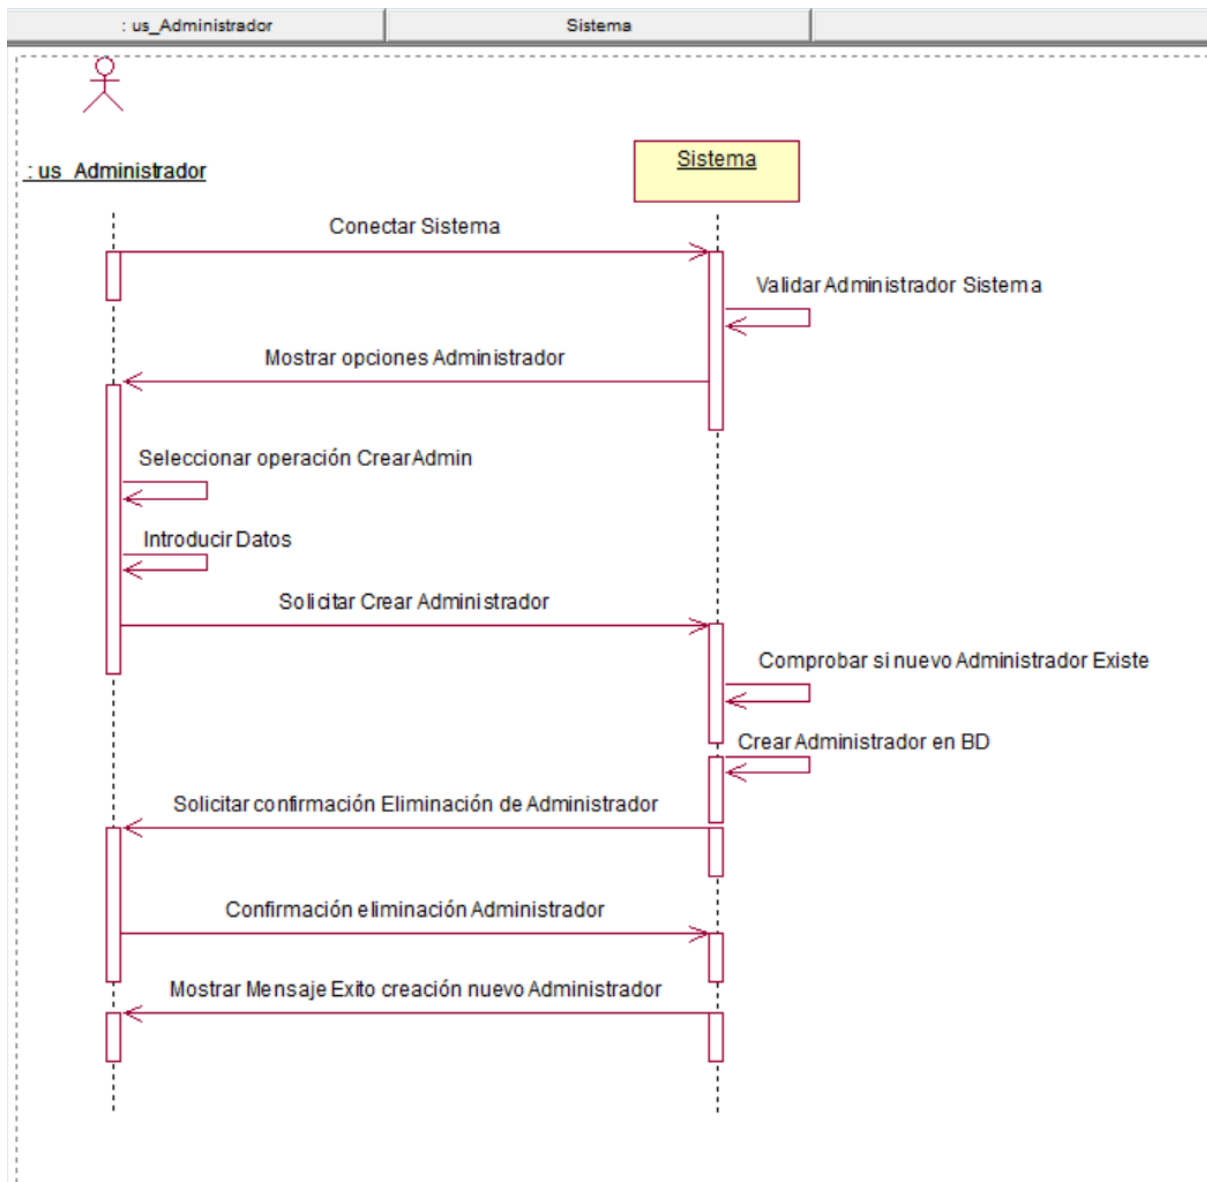 : us_Administrador
Sistema
: us_Administrador
Sistema
Conectar Sistema
Validar Administrador Sistema
Mostrar opciones Administrador
Seleccionar operación CrearAdmin
Introducir Datos
Solicitar Crear Administrador
Comprobar si nuevo Administrador Existe
Crear Administrador en BD
Solicitar confirmación Eliminación de Administrador
Confirmación eliminación Administrador
Mostrar Mensaje Exito creación nuevo Administrador